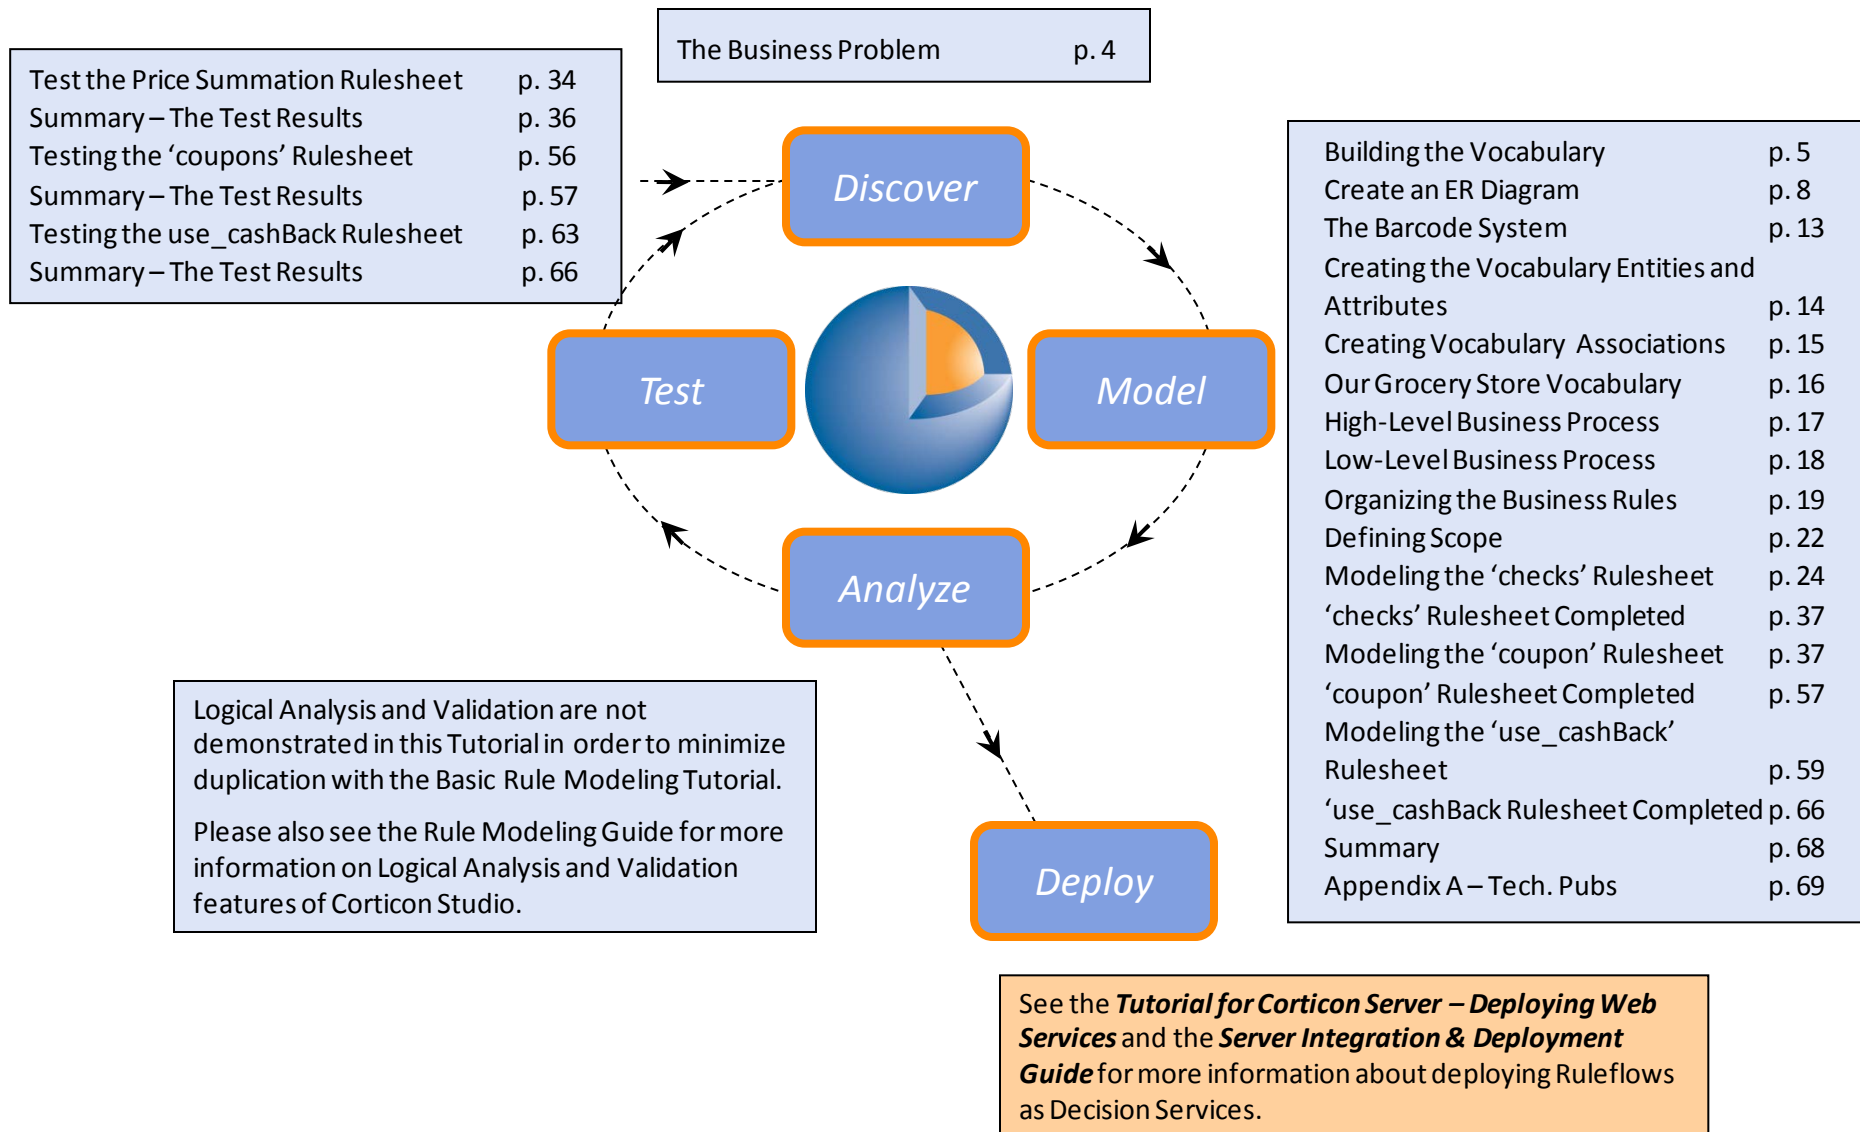 The Business Problem p. 4
Test the Price Summation Rulesheet p. 34
Summary – The Test Results p. 36
Testing the ‘coupons’ Rulesheet p. 56
Summary – The Test Results p. 57
Testing the use_cashBack Rulesheet p. 63
Summary – The Test Results p. 66
Discover
Test
Model
Analyze
Deploy
Building the Vocabulary p. 5
Create an ER Diagram p. 8
The Barcode System p. 13
Creating the Vocabulary Entities and
Attributes p. 14
Creating Vocabulary Associations p. 15
Our Grocery Store Vocabulary p. 16
High-Level Business Process p. 17
Low-Level Business Process p. 18
Organizing the Business Rules p. 19
Defining Scope p. 22
Modeling the ‘checks’ Rulesheet p. 24
‘checks’ Rulesheet Completed p. 37
Modeling the ‘coupon’ Rulesheet p. 37
‘coupon’ Rulesheet Completed p. 57
Modeling the ‘use_cashBack’
Rulesheet p. 59
‘use_cashBack Rulesheet Completed p. 66
Summary p. 68
Appendix A – Tech. Pubs p. 69
Logical Analysis and Validation are not
demonstrated in this Tutorial in order to minimize
duplication with the Basic Rule Modeling Tutorial.
Please also see the Rule Modeling Guide for more
information on Logical Analysis and Validation
features of Corticon Studio.
See the Tutorial for Corticon Server – Deploying Web
Services and the Server Integration & Deployment
Guide for more information about deploying Ruleflows
as Decision Services.